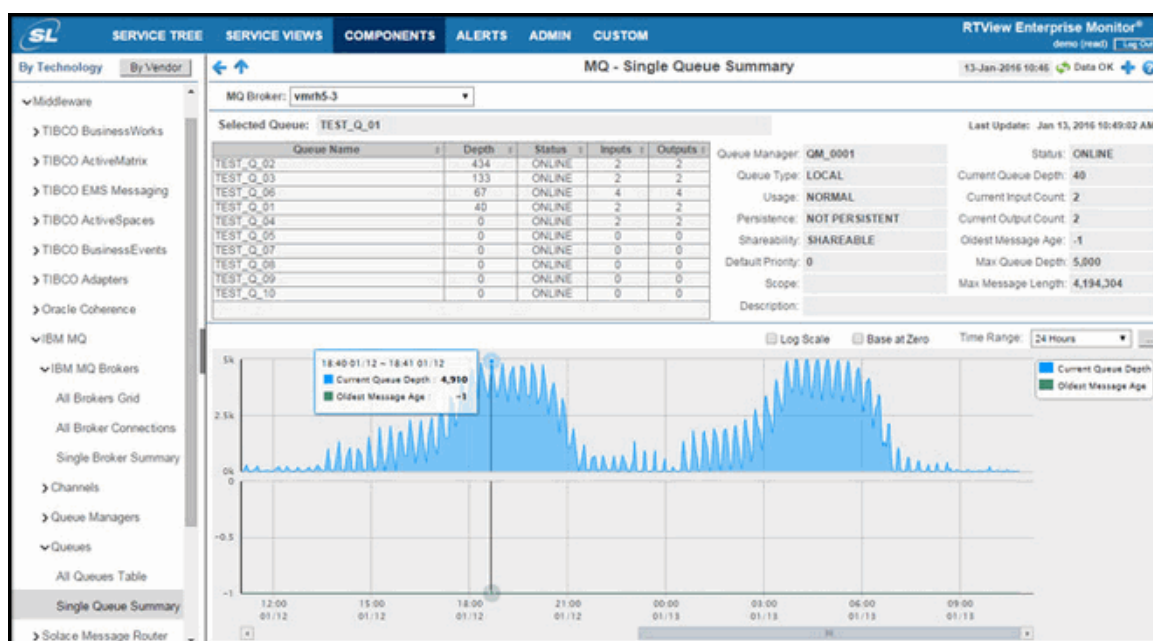 SL SERVICE TREE SERVICE VIEWS COMPONENTS ALERTS ADMIN CUSTOM RTView Enterprise Monitor®
demo (read) Log Out
By Technology By Vendor MQ - Single Queue Summary 13-Jan-2016 10:46 Data OK
MQ Broker: vmrh5-3
Middleware
TIBCO BusinessWorks
TIBCO ActiveMatrix
TIBCO EMS Messaging
TIBCO ActiveSpaces
TIBCO BusinessEvents
TIBCO Adapters
Oracle Coherence
IBM MQ
IBM MQ Brokers
All Brokers Grid
All Broker Connections
Single Broker Summary
Channels
Queue Managers
Queues
All Queues Table
Single Queue Summary
Solace Message Router
Selected Queue: TEST_Q_01 Last Update: Jan 13, 2016 10:49:02 AM
Queue Name Depth Status Inputs Outputs
TEST_Q_02 434 ONLINE 2 2
TEST_Q_03 133 ONLINE 2 2
TEST_Q_06 67 ONLINE 4 4
TEST_Q_01 40 ONLINE 2 2
TEST_Q_04 0 ONLINE 2 2
TEST_Q_05 0 ONLINE 0 0
TEST_Q_07 0 ONLINE 0 0
TEST_Q_08 0 ONLINE 0 0
TEST_Q_09 0 ONLINE 0 0
TEST_Q_10 0 ONLINE 0 0
Queue Manager: QM_0001 Status: ONLINE
Queue Type: LOCAL Current Queue Depth: 40
Usage: NORMAL Current Input Count: 2
Persistence: NOT PERSISTENT Current Output Count: 2
Shareability: SHAREABLE Oldest Message Age: -1
Default Priority: 0 Max Queue Depth: 5,000
Scope: Max Message Length: 4,194,304
Description:
Log Scale Base at Zero Time Range: 24 Hours ...
18:40 01/12 ~ 18:41 01/12
Current Queue Depth : 4,910
Oldest Message Age : -1
Current Queue Depth
Oldest Message Age
5k
2.5k
0k
0
-0.5
-1
12:00 15:00 18:00 21:00 00:00 03:00 06:00 09:00
01/12 01/12 01/12 01/12 01/13 01/13 01/13 01/13